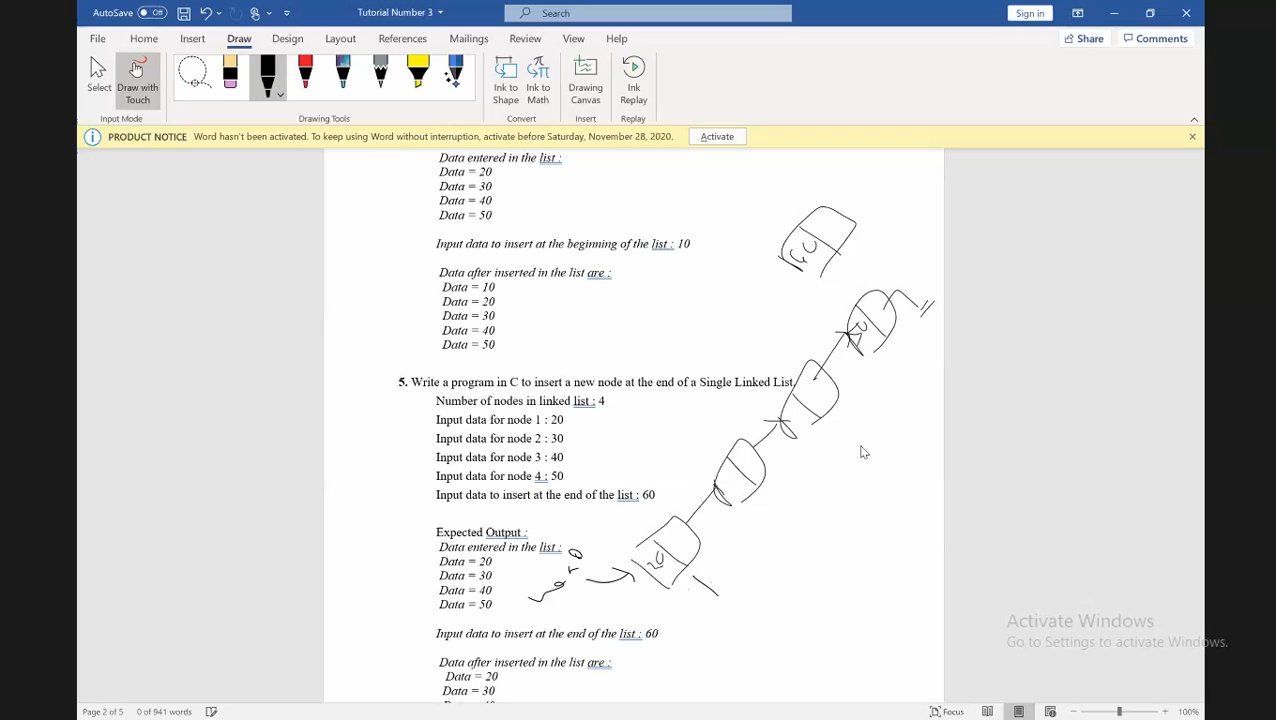 AutoSave Off Tutorial Number 3 Search Sign in
File Home Insert Draw Design Layout References Mailings Review View Help Share Comments
Select Draw with Touch Ink to Shape Ink to Math Drawing Canvas Ink Replay
Input Mode Drawing Tools Convert Insert Replay
PRODUCT NOTICE Word hasn't been activated. To keep using Word without interruption, activate before Saturday, November 28, 2020. Activate
Data entered in the list :
Data = 20
Data = 30
Data = 40
Data = 50
Input data to insert at the beginning of the list : 10
Data after inserted in the list are :
Data = 10
Data = 20
Data = 30
Data = 40
Data = 50
5. Write a program in C to insert a new node at the end of a Single Linked List.
Number of nodes in linked list : 4
Input data for node 1 : 20
Input data for node 2 : 30
Input data for node 3 : 40
Input data for node 4 : 50
Input data to insert at the end of the list : 60
Expected Output :
Data entered in the list :
Data = 20
Data = 30
Data = 40
Data = 50
20
Input data to insert at the end of the list : 60
Data after inserted in the list are :
Data = 20
Data = 30
Activate Windows
Go to Settings to activate Windows.
Page 2 of 5 0 of 941 words Focus 100%